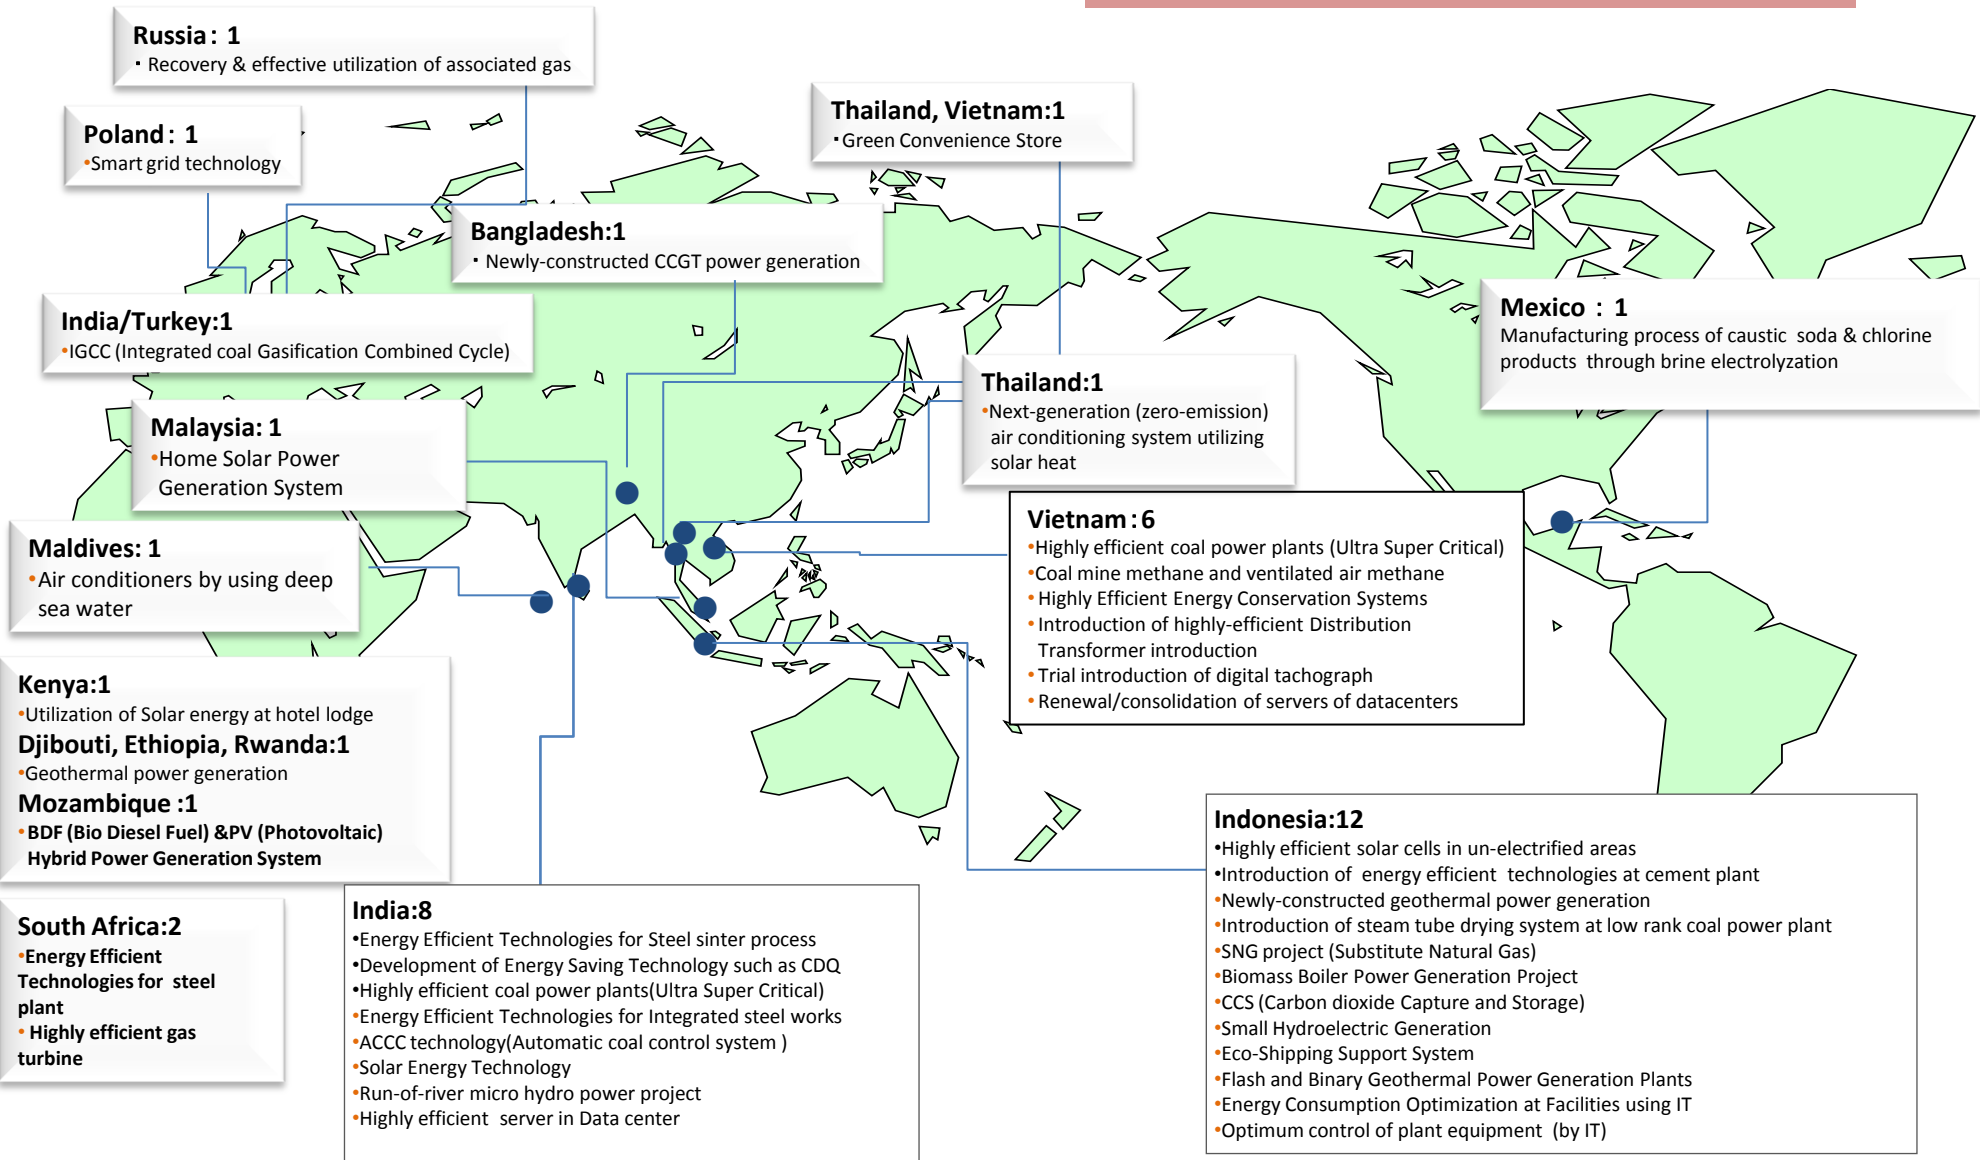 Russia： 1
・Recovery & effective utilization of associated gas
Poland： 1
•Smart grid technology
Thailand, Vietnam:1
・Green Convenience Store
Bangladesh:1
・Newly-constructed CCGT power generation
India/Turkey:1
•IGCC (Integrated coal Gasification Combined Cycle)
Mexico： 1
Manufacturing process of caustic soda & chlorine
products through brine electrolyzation
Thailand:1
•Next-generation (zero-emission)
air conditioning system utilizing
solar heat
Malaysia: 1
•Home Solar Power
Generation System
Maldives: 1
•Air conditioners by using deep
sea water
Vietnam：6
•Highly efficient coal power plants (Ultra Super Critical)
•Coal mine methane and ventilated air methane
•Highly Efficient Energy Conservation Systems
•Introduction of highly-efficient Distribution
Transformer introduction
•Trial introduction of digital tachograph
•Renewal/consolidation of servers of datacenters
Kenya:1
•Utilization of Solar energy at hotel lodge
Djibouti, Ethiopia, Rwanda:1
•Geothermal power generation
Mozambique :1
•BDF (Bio Diesel Fuel) &PV (Photovoltaic)
Hybrid Power Generation System
South Africa:2
•Energy Efficient
Technologies for steel
plant
• Highly efficient gas
turbine
India:8
•Energy Efficient Technologies for Steel sinter process
•Development of Energy Saving Technology such as CDQ
•Highly efficient coal power plants(Ultra Super Critical)
•Energy Efficient Technologies for Integrated steel works
•ACCC technology(Automatic coal control system )
•Solar Energy Technology
•Run-of-river micro hydro power project
•Highly efficient server in Data center
Indonesia:12
•Highly efficient solar cells in un-electrified areas
•Introduction of energy efficient technologies at cement plant
•Newly-constructed geothermal power generation
•Introduction of steam tube drying system at low rank coal power plant
•SNG project (Substitute Natural Gas)
•Biomass Boiler Power Generation Project
•CCS (Carbon dioxide Capture and Storage)
•Small Hydroelectric Generation
•Eco-Shipping Support System
•Flash and Binary Geothermal Power Generation Plants
•Energy Consumption Optimization at Facilities using IT
•Optimum control of plant equipment (by IT)